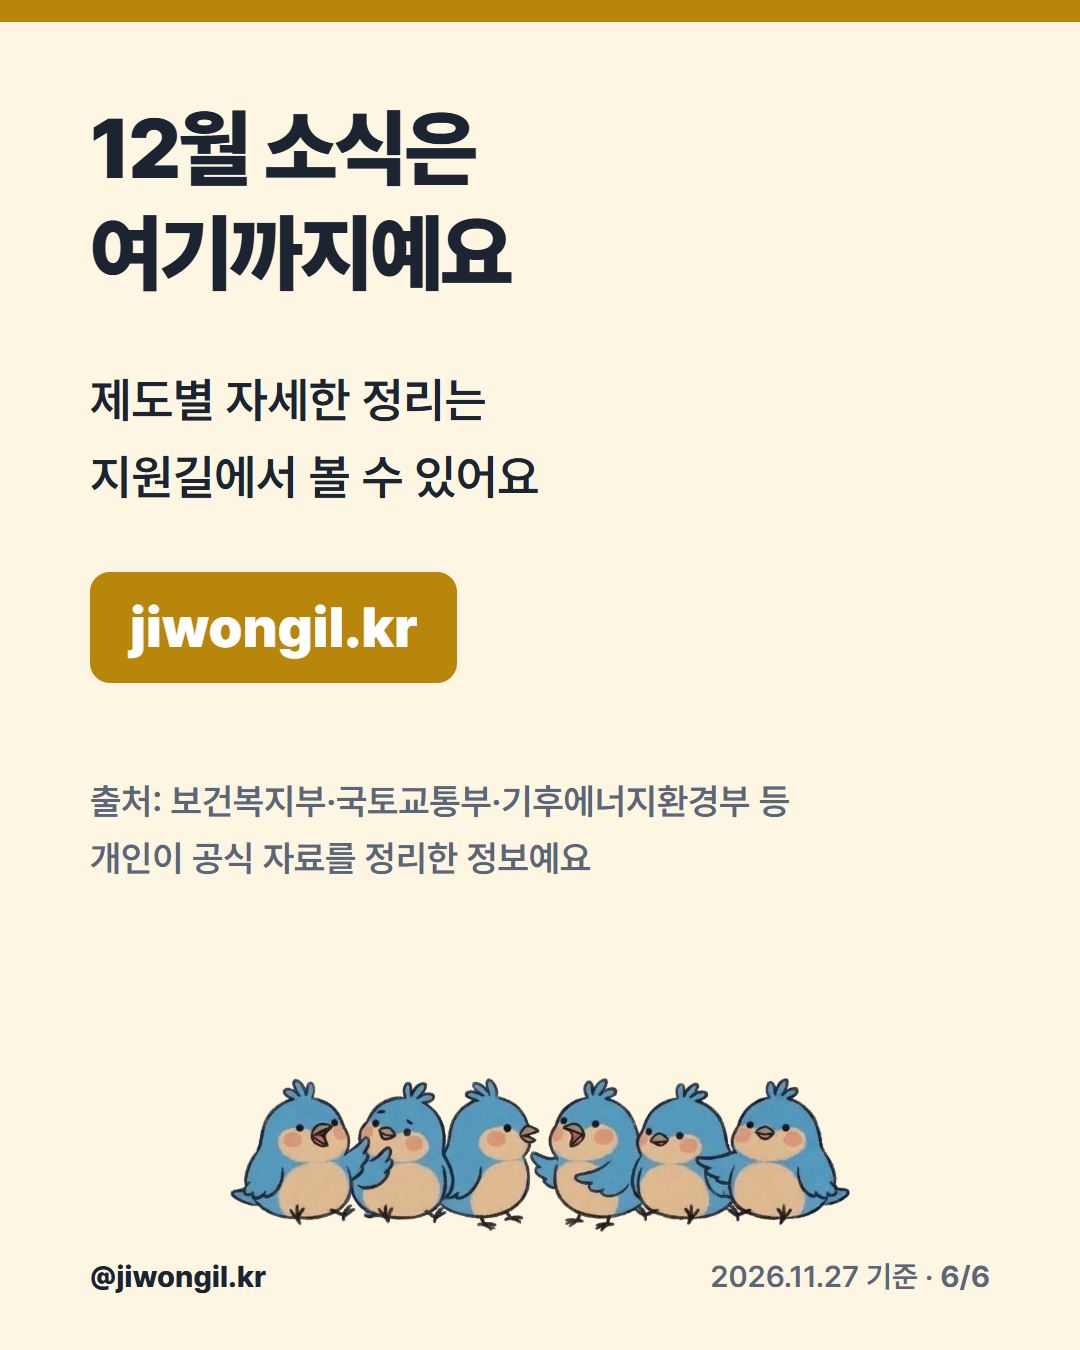 12월 소식은
여기까지예요
제도별 자세한 정리는
지원길에서 볼 수 있어요
jiwongil.kr
출처: 보건복지부·국토교통부·기후에너지환경부 등
개인이 공식 자료를 정리한 정보예요
@jiwongil.kr
2026.11.27 기준 · 6/6